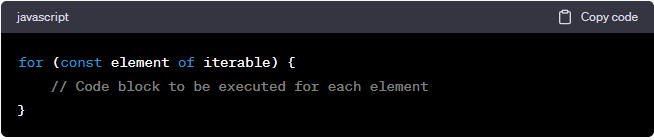 javascript
Copy code
for (const element of iterable) {
    // Code block to be executed for each element
}